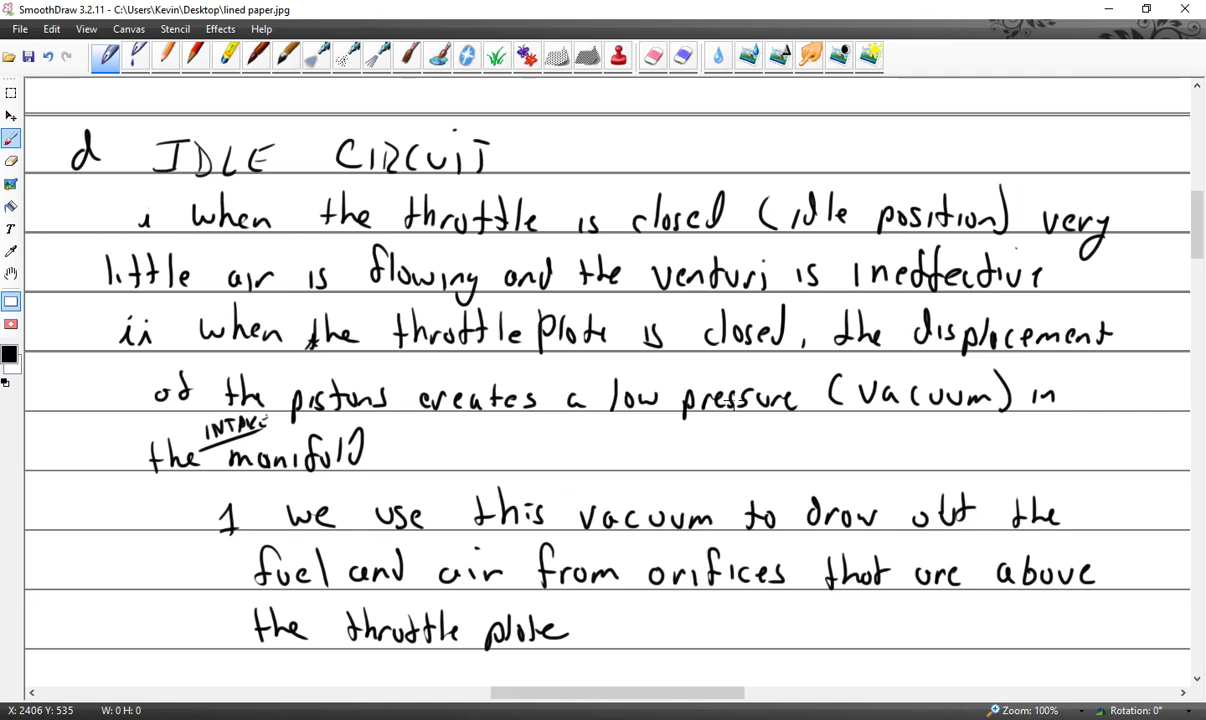 SmoothDraw 3.2.11 - C:\Users\Kevin\Desktop\lined paper.jpg
File Edit View Canvas Stencil Effects Help
d IDLE CIRCUIT
i when the throttle is closed (idle position) very
little air is flowing and the venturi is ineffective
ii when the throttle plate is closed, the displacement
of the pistons creates a low pressure (vacuum) in
INTAKE
the manifold
1 we use this vacuum to draw out the
fuel and air from orifices that are above
the throttle plate
X: 2406 Y: 535 W: 0 H: 0 Zoom: 100% Rotation: 0°